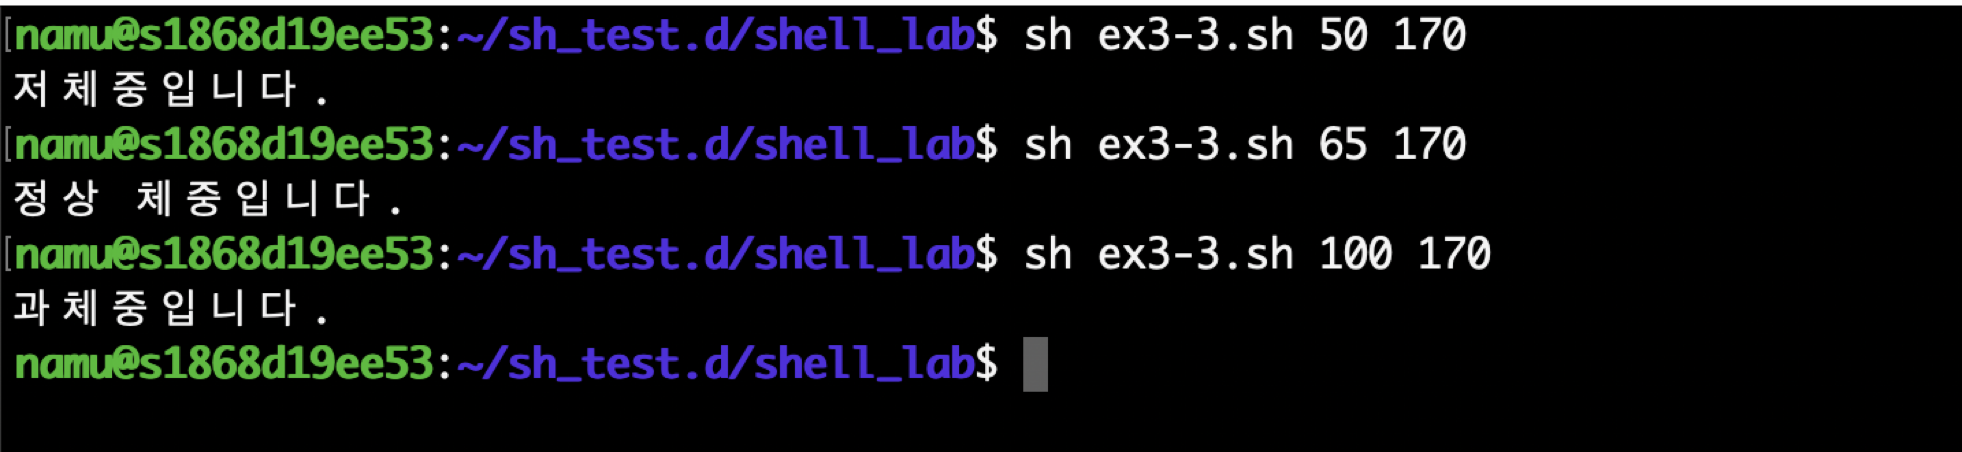 [namu@s1868d19ee53:~/sh_test.d/shell_lab$ sh ex3-3.sh 50 170
저체중입니다.
[namu@s1868d19ee53:~/sh_test.d/shell_lab$ sh ex3-3.sh 65 170
정상 체중입니다.
[namu@s1868d19ee53:~/sh_test.d/shell_lab$ sh ex3-3.sh 100 170
과체중입니다.
namu@s1868d19ee53:~/sh_test.d/shell_lab$